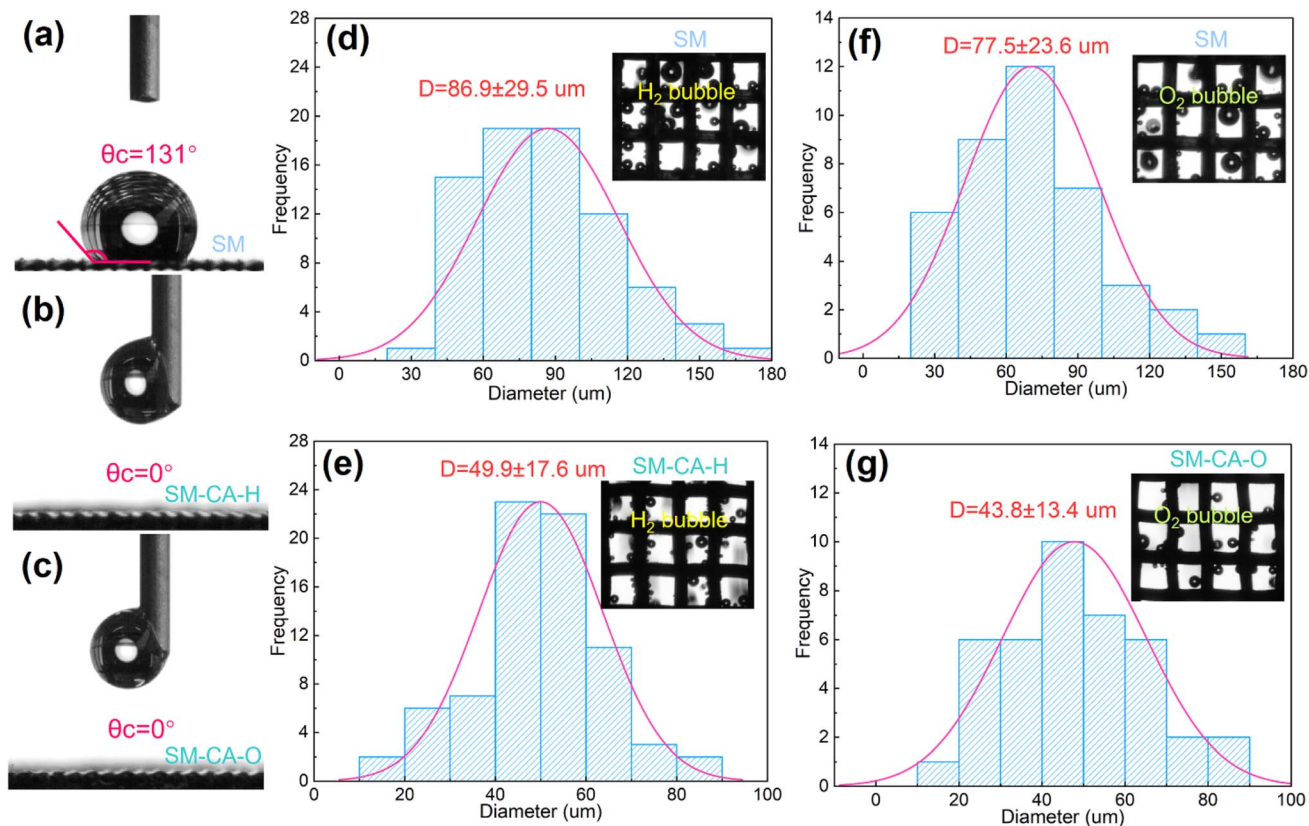 (a)
θc=131°
SM
(b)
θc=0°
SM-CA-H
(c)
θc=0°
SM-CA-O
(d)
SM
D=86.9±29.5 um
H₂ bubble
Frequency
28
24
20
16
12
8
4
0
0 30 60 90 120 150 180
Diameter (um)
(e)
SM-CA-H
D=49.9±17.6 um
H₂ bubble
Frequency
28
24
20
16
12
8
4
0
0 20 40 60 80 100
Diameter (um)
(f)
SM
D=77.5±23.6 um
O₂ bubble
Frequency
14
12
10
8
6
4
2
0
0 30 60 90 120 150 180
Diameter (um)
(g)
SM-CA-O
D=43.8±13.4 um
O₂ bubble
Frequency
14
12
10
8
6
4
2
0
0 20 40 60 80 100
Diameter (um)